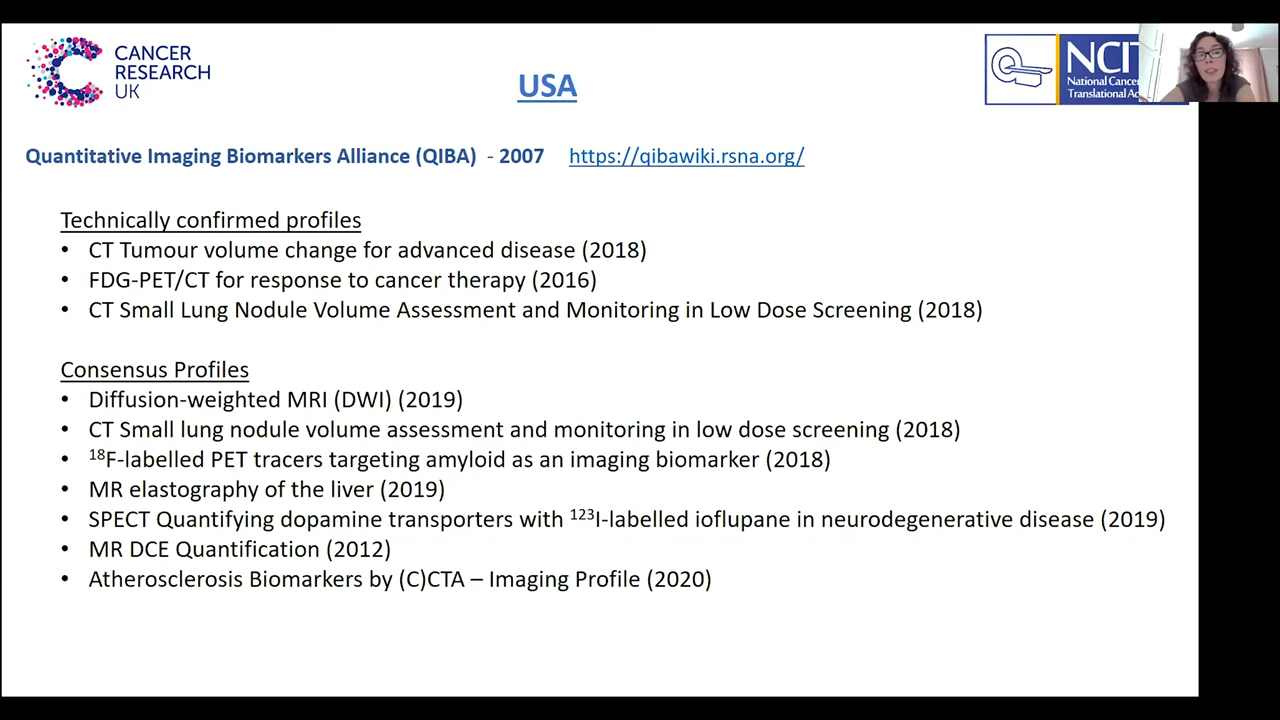 CANCER
RESEARCH
UK
USA
NCI
National Cance
Translational Ac
Quantitative Imaging Biomarkers Alliance (QIBA) - 2007 https://qibawiki.rsna.org/
Technically confirmed profiles
• CT Tumour volume change for advanced disease (2018)
• FDG-PET/CT for response to cancer therapy (2016)
• CT Small Lung Nodule Volume Assessment and Monitoring in Low Dose Screening (2018)
Consensus Profiles
• Diffusion-weighted MRI (DWI) (2019)
• CT Small lung nodule volume assessment and monitoring in low dose screening (2018)
• ¹⁸F-labelled PET tracers targeting amyloid as an imaging biomarker (2018)
• MR elastography of the liver (2019)
• SPECT Quantifying dopamine transporters with ¹²³I-labelled ioflupane in neurodegenerative disease (2019)
• MR DCE Quantification (2012)
• Atherosclerosis Biomarkers by (C)CTA – Imaging Profile (2020)